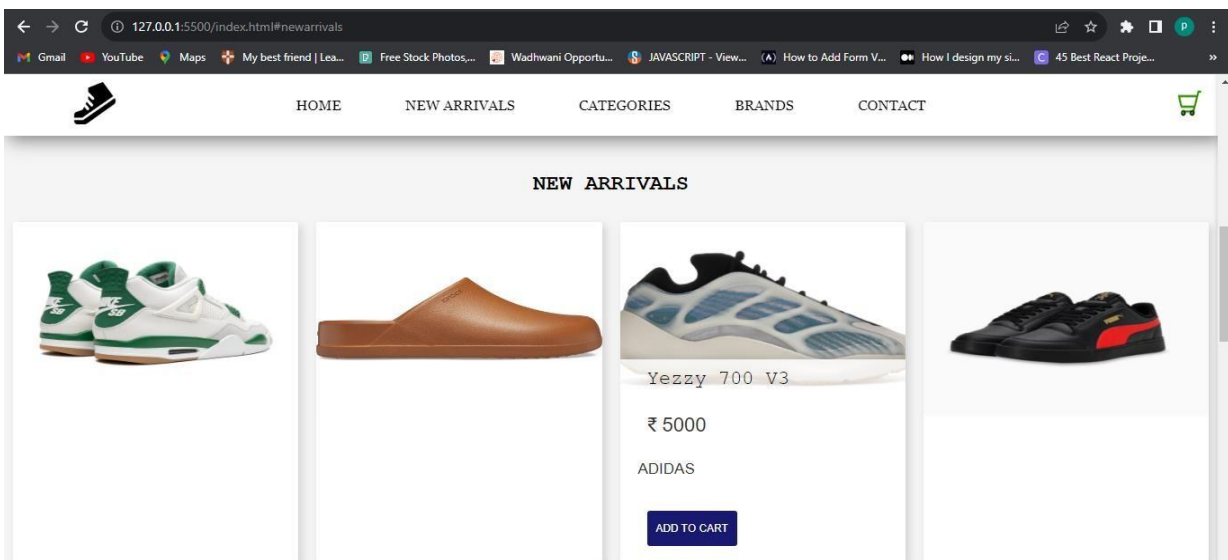 127.0.0.1:5500/index.html#newarrivals
P
Gmail YouTube Maps My best friend | Lea... Free Stock Photos,... Wadhwani Opportu... JAVASCRIPT - View... How to Add Form V... How I design my si... 45 Best React Proje... »
HOME NEW ARRIVALS CATEGORIES BRANDS CONTACT
NEW ARRIVALS
SB
Yezzy 700 V3
₹ 5000
ADIDAS
ADD TO CART